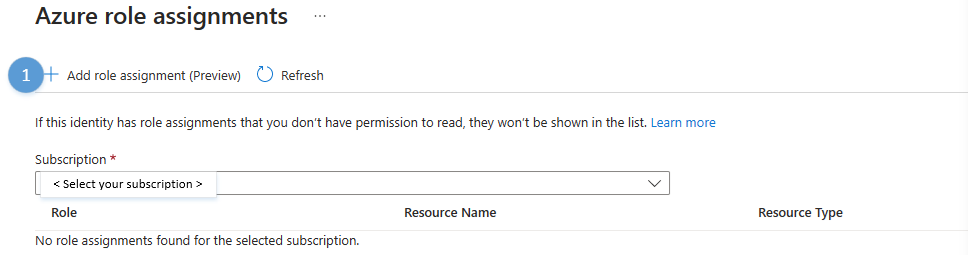 Azure role assignments ...
1 + Add role assignment (Preview) Refresh
If this identity has role assignments that you don’t have permission to read, they won’t be shown in the list. Learn more
Subscription *
< Select your subscription >
Role Resource Name Resource Type
No role assignments found for the selected subscription.